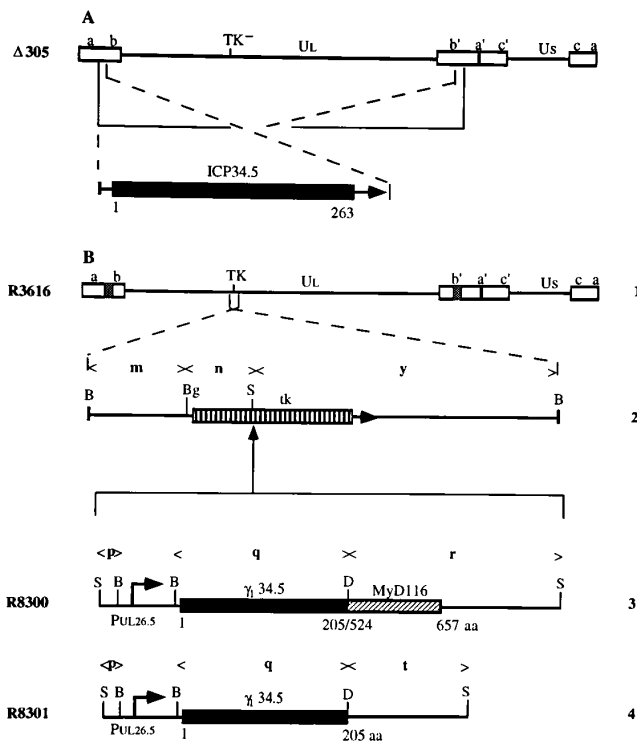 A
a b TK⁻ UL b' a' c' Us c a
Δ305
ICP34.5
1 263
B
a b TK UL b' a' c' Us c a
R3616 1
< m >< n >< y >
B Bg S tk B
2
<p> < q >< r >
S B B γ₁ 34.5 D MyD116 S
R8300 3
PUL26.5 1 205/524 657 aa
<p> < q >< t >
S B B γ₁ 34.5 D S
R8301 4
PUL26.5 1 205 aa